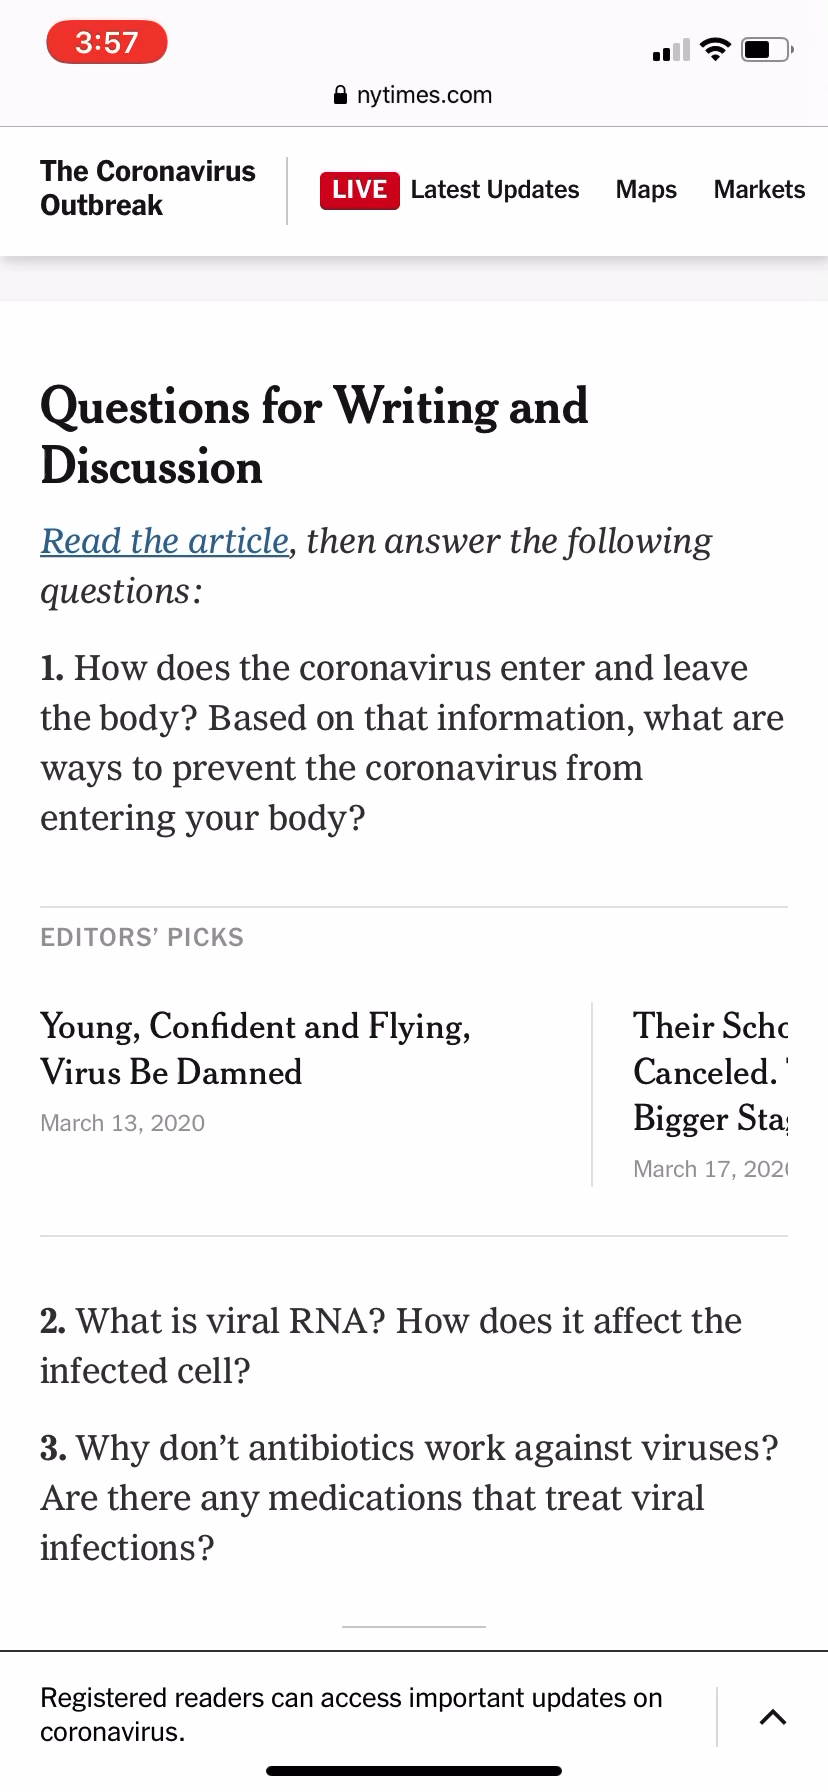 3:57
nytimes.com
The Coronavirus
Outbreak
LIVE Latest Updates Maps Markets
Questions for Writing and
Discussion
Read the article, then answer the following
questions:
1. How does the coronavirus enter and leave
the body? Based on that information, what are
ways to prevent the coronavirus from
entering your body?
EDITORS’ PICKS
Young, Confident and Flying,
Virus Be Damned
March 13, 2020
Their
Canceled.
Bigger
March 17,
2. What is viral RNA? How does it affect the
infected cell?
3. Why don’t antibiotics work against viruses?
Are there any medications that treat viral
infections?
Registered readers can access important updates on
coronavirus.